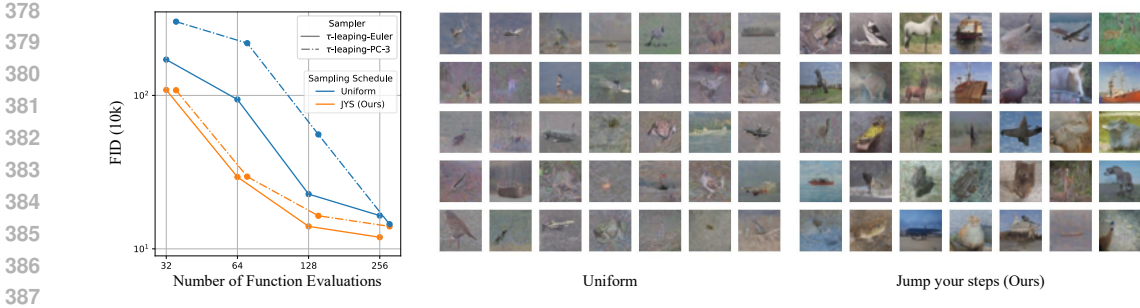 378
379
380
381
382
383
384
385
386
387
FID (10k)
10²
10¹
Sampler
τ-leaping-Euler
τ-leaping-PC-3
Sampling Schedule
Uniform
JYS (Ours)
32 64 128 256
Number of Function Evaluations
Uniform
Jump your steps (Ours)